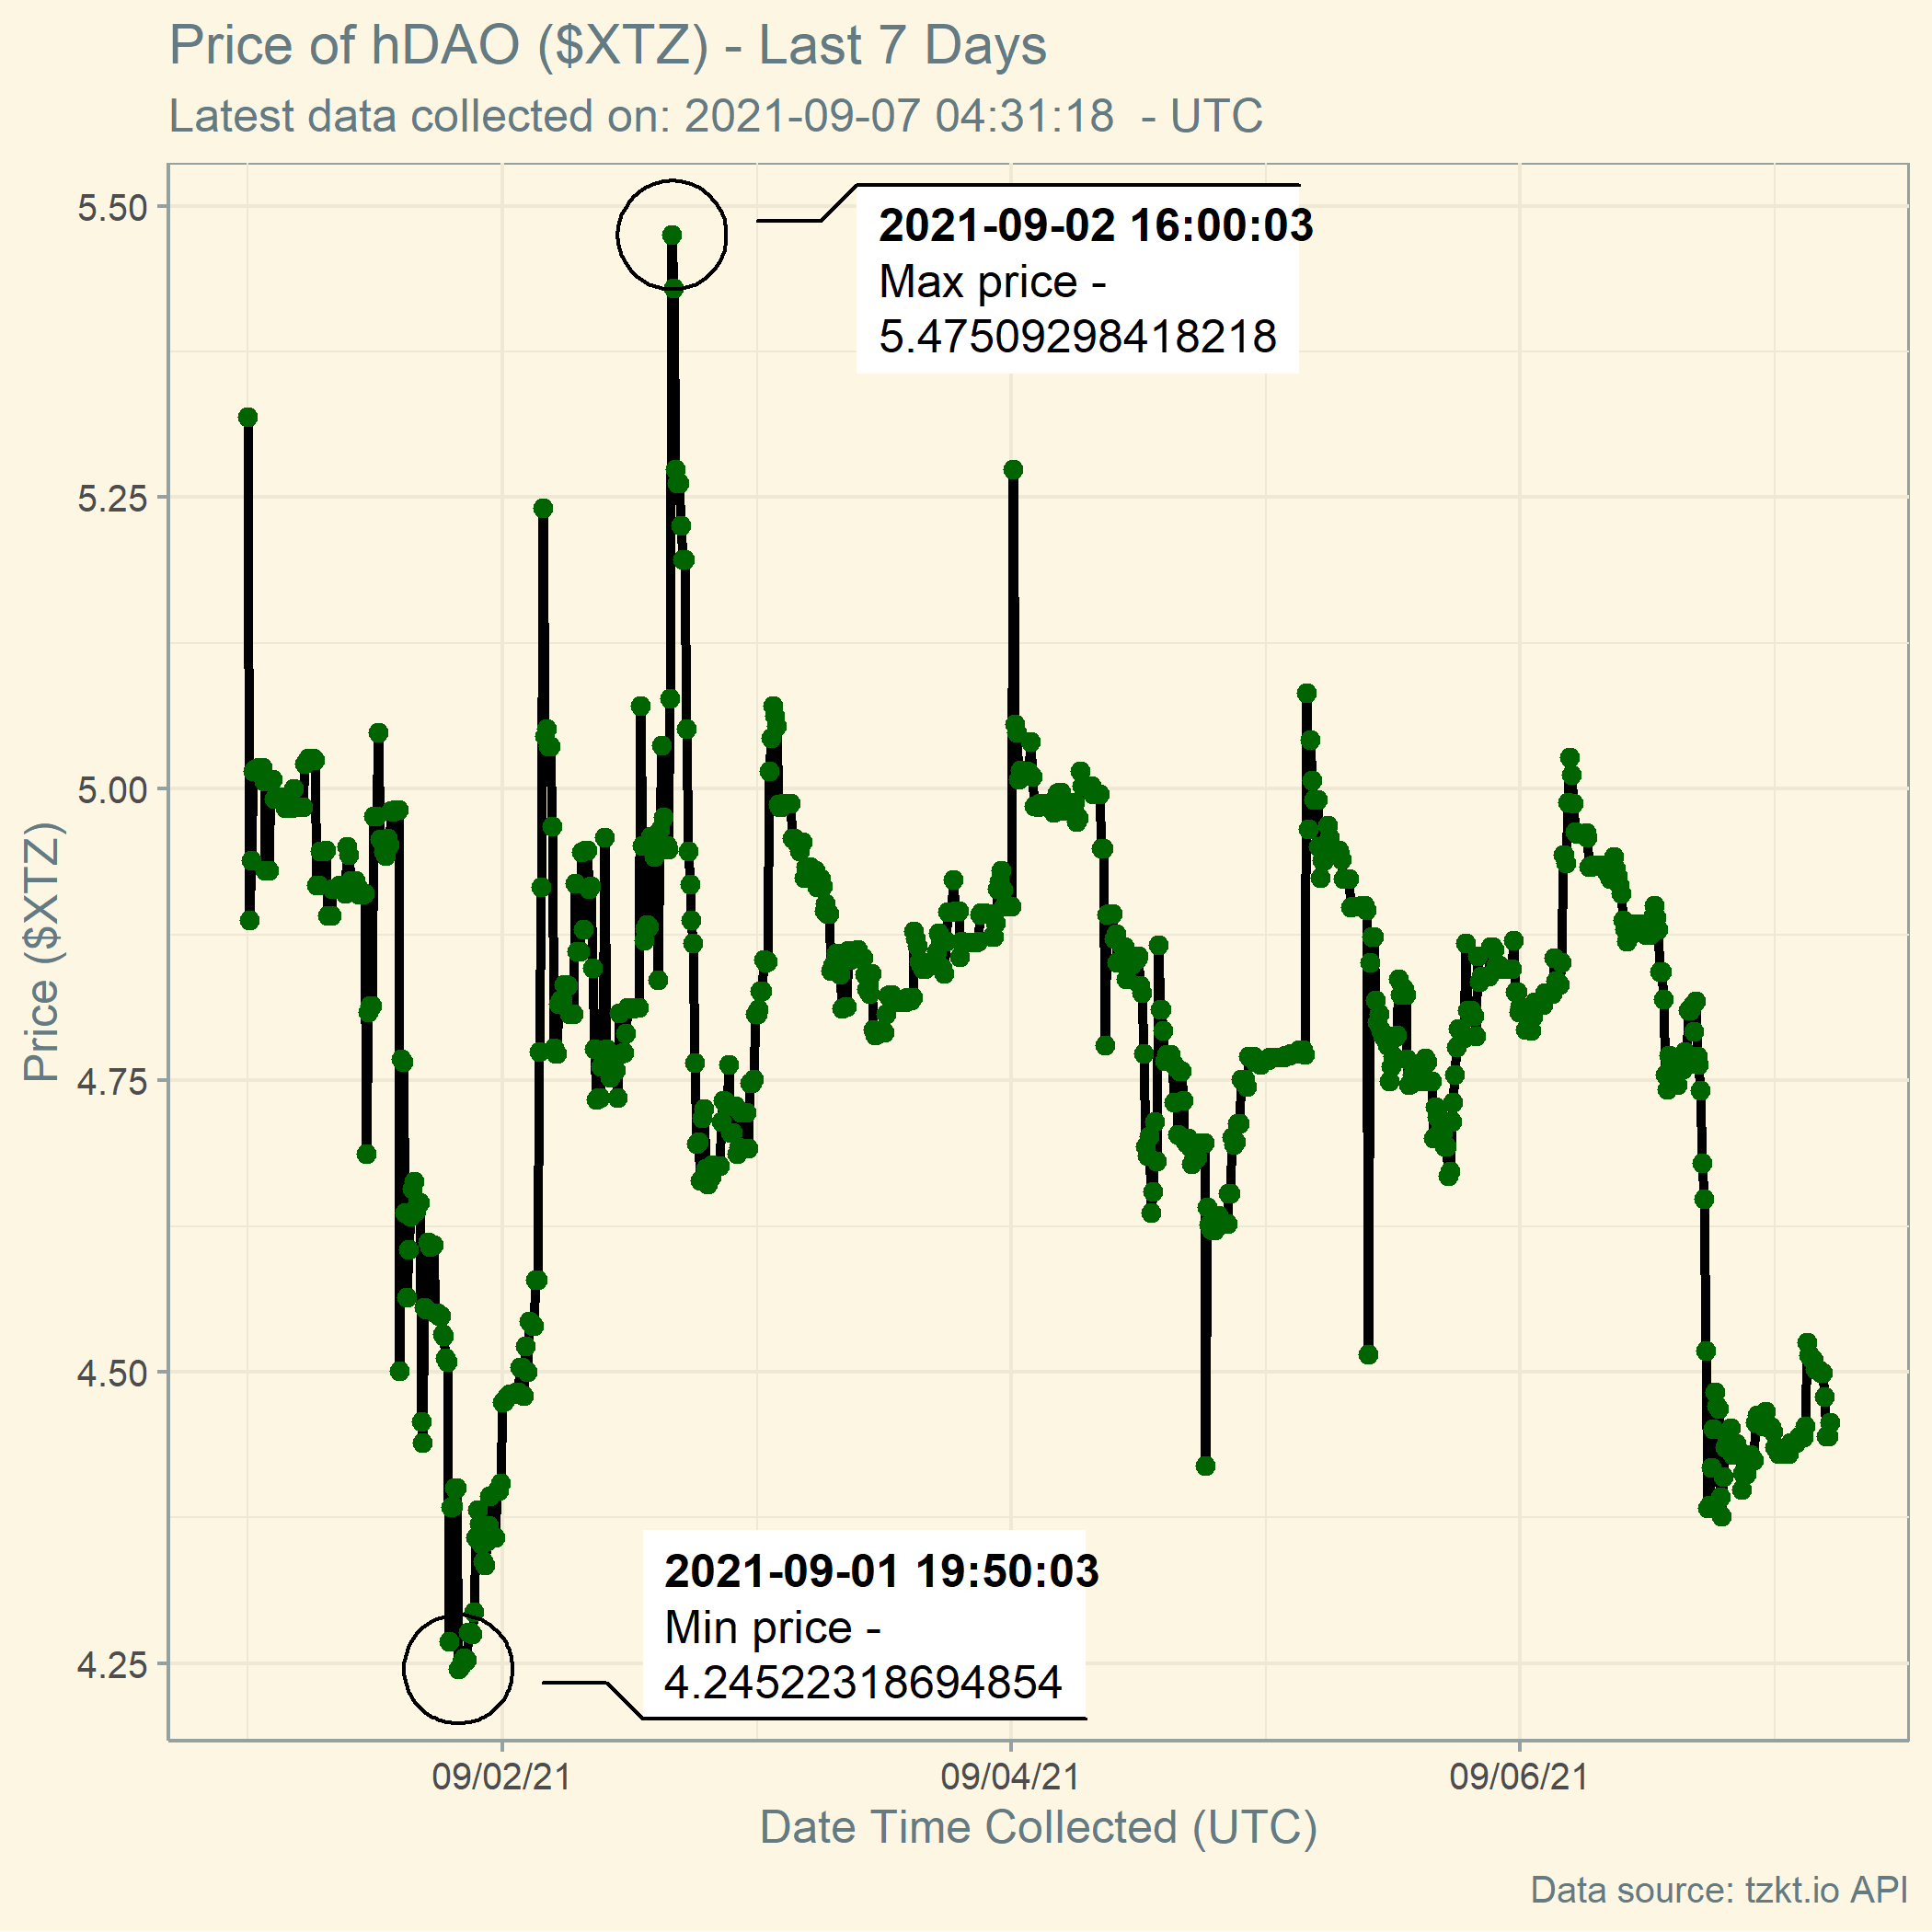 Price of hDAO ($XTZ) - Last 7 Days
Latest data collected on: 2021-09-07 04:31:18  - UTC
5.50
5.25
5.00
4.75
4.50
4.25
Price ($XTZ)
2021-09-02 16:00:03
Max price -
5.47509298418218
2021-09-01 19:50:03
Min price -
4.24522318694854
09/02/21
09/04/21
09/06/21
Date Time Collected (UTC)
Data source: tzkt.io API